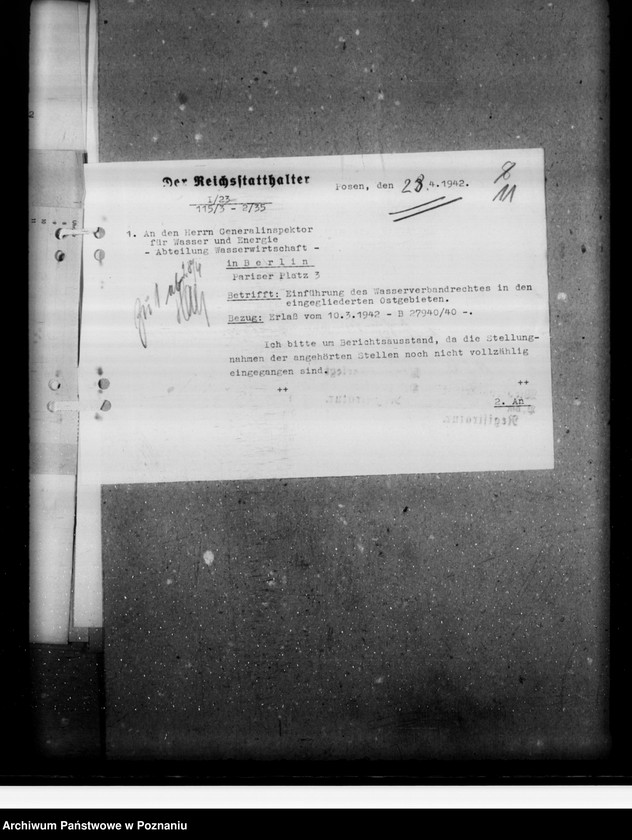 Der Reichsstatthalter
Posen, den 28.4.1942.
8
11
I/23
115/3 - 2/35
1. An den Herrn Generalinspektor
für Wasser und Energie
- Abteilung Wasserwirtschaft -
in Berlin
Pariser Platz 3
Betrifft: Einführung des Wasserverbandrechtes in den
eingegliederten Ostgebieten.
Bezug: Erlaß vom 10.3.1942 - B 27940/40 -.
Ich bitte um Berichtsausstand, da die Stellung-
nahmen der angehörten Stellen noch nicht vollzählig
eingegangen sind.
++
++
2. An
Archiwum Państwowe w Poznaniu